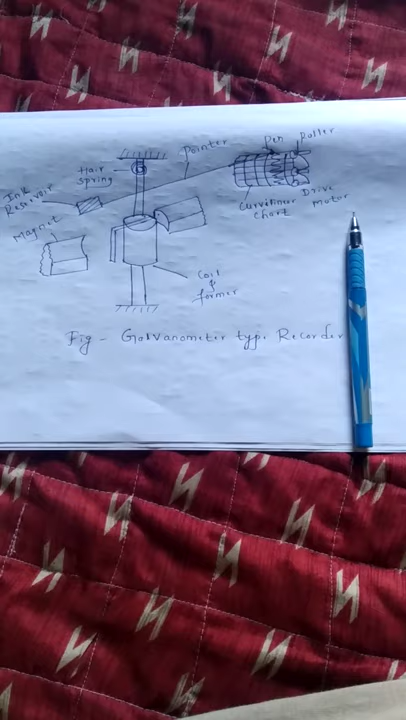 Pen Roller
Pointer
Hair
spring
Ink
Reservoir
Drive
motor
Curvilinear
Chart
Magnet
Coil
&
former
Fig - Galvanometer type Recorder